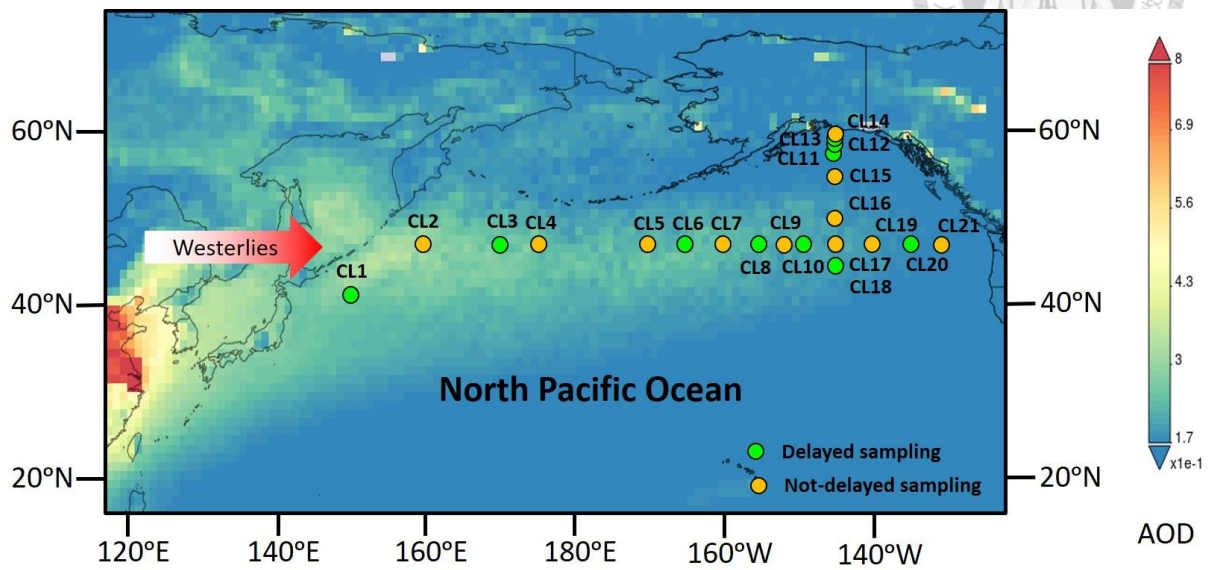 60°N
40°N
20°N
60°N
40°N
20°N
Westerlies
CL1
CL2
CL3
CL4
CL5
CL6
CL7
CL8
CL9
CL10
CL11
CL13
CL14
CL12
CL15
CL16
CL19
CL21
CL17
CL20
CL18
North Pacific Ocean
Delayed sampling
Not-delayed sampling
120°E
140°E
160°E
180°E
160°W
140°W
8
6.9
5.6
4.3
3
1.7
x1e-1
AOD